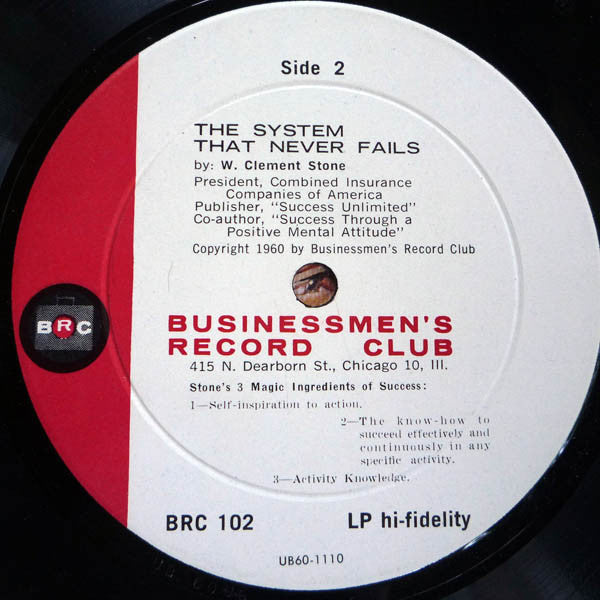 Side 2
THE SYSTEM
THAT NEVER FAILS
by: W. Clement Stone
President, Combined Insurance
Companies of America
Publisher, "Success Unlimited"
Co-author, "Success Through a
Positive Mental Attitude"
Copyright 1960 by Businessmen's Record Club
BRC
BUSINESSMEN'S
RECORD CLUB
415 N. Dearborn St., Chicago 10, Ill.
Stone's 3 Magic Ingredients of Success:
1—Self-inspiration to action.
2—The know-how to
succeed effectively and
continuously in any
specific activity.
3—Activity Knowledge.
BRC 102 LP hi-fidelity
UB60-1110